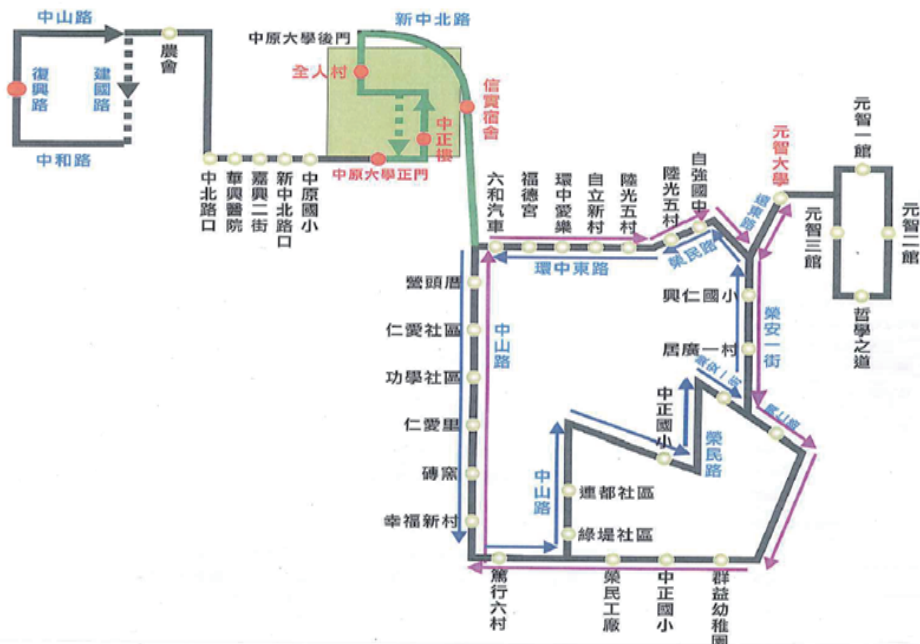 中山路
農會
復興路
建國路
中和路
新中北路
中原大學後門
全人村
信實宿舍
中正樓
中原大學正門
中北路口
華興醫院
嘉興二街
新中北路口
中原國小
六和汽車
福德宮
環中愛樂
自立新村
陸光五村
陸光五村
自強國中
元智大學
遠東路
元智一館
元智三館
元智二館
哲學之道
環中東路
榮民路
營頭厝
仁愛社區
功學社區
仁愛里
磚窯
幸福新村
中山路
興仁國小
居廣一村
榮安一街
中正國小
榮民路
中山路
連都社區
綠堤社區
篤行六村
榮民工廠
中正國小
群益幼稚園